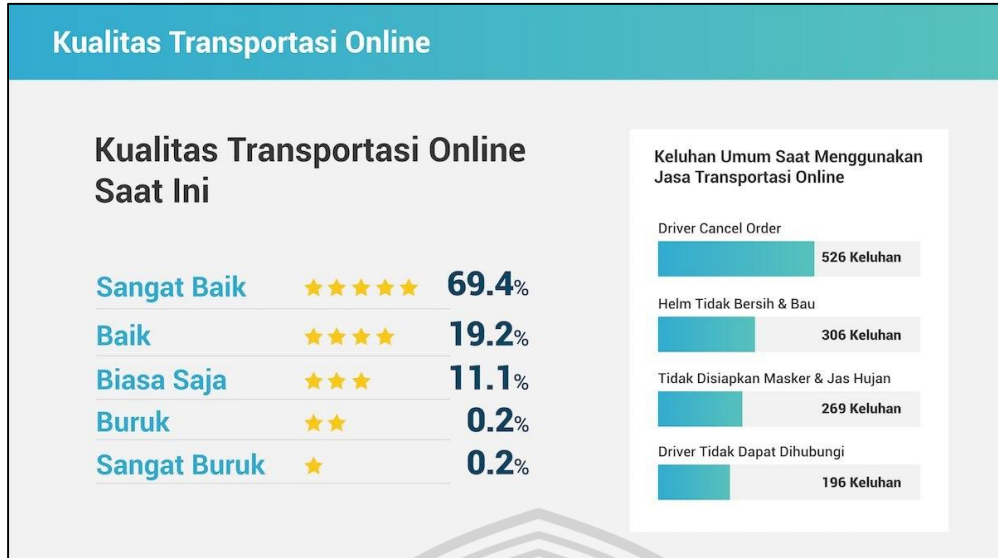 Kualitas Transportasi Online
Kualitas Transportasi Online
Saat Ini
Sangat Baik 69.4%
Baik 19.2%
Biasa Saja 11.1%
Buruk 0.2%
Sangat Buruk 0.2%
Keluhan Umum Saat Menggunakan
Jasa Transportasi Online
Driver Cancel Order
526 Keluhan
Helm Tidak Bersih & Bau
306 Keluhan
Tidak Disiapkan Masker & Jas Hujan
269 Keluhan
Driver Tidak Dapat Dihubungi
196 Keluhan